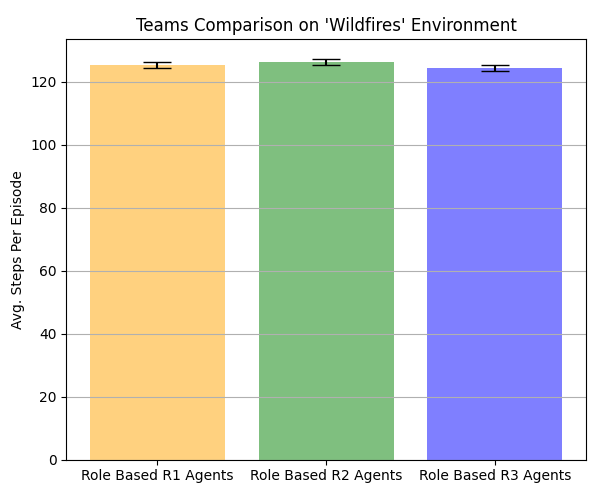 Teams Comparison on 'Wildfires' Environment
Avg. Steps Per Episode
120
100
80
60
40
20
0
Role Based R1 Agents Role Based R2 Agents Role Based R3 Agents